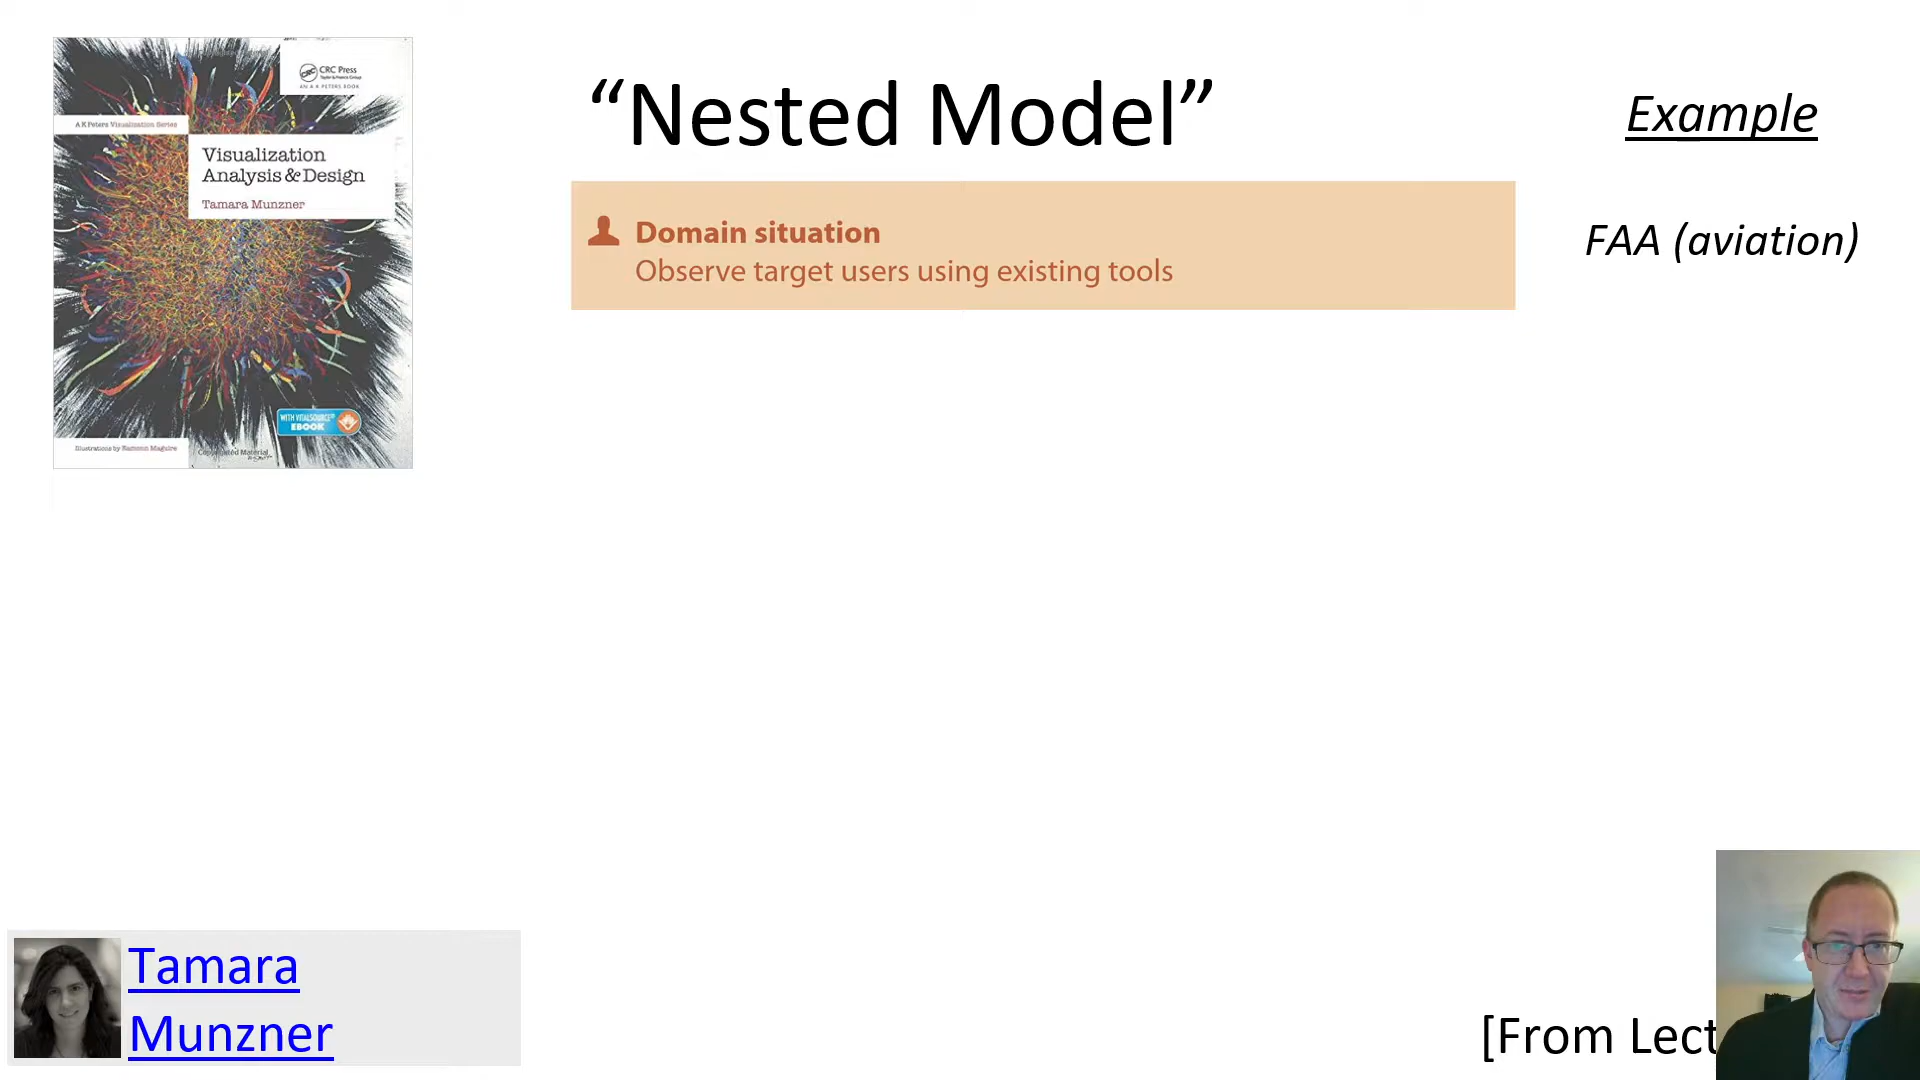 CRC Press
Taylor & Francis Group
AN A K PETERS BOOK
A K Peters Visualization Series
Visualization
Analysis & Design
Tamara Munzner
WITH VITALSOURCE®
EBOOK
Illustrations by Eamonn Maguire
Copyrighted Material
“Nested Model”
Example
Domain situation
Observe target users using existing tools
FAA (aviation)
Tamara
Munzner
[From Lect